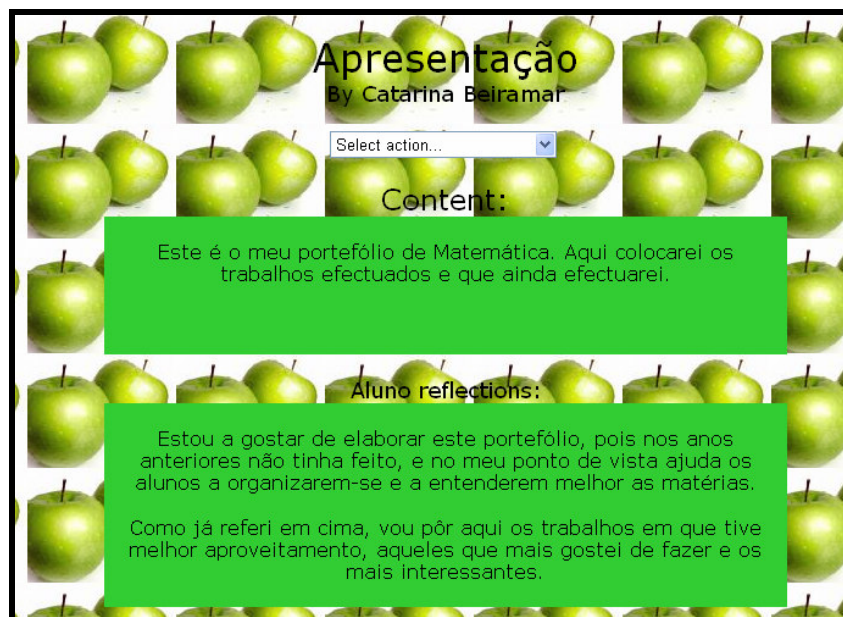 Apresentação
By Catarina Beiramar
Select action...
Content:
Este é o meu portefólio de Matemática. Aqui colocarei os
trabalhos efectuados e que ainda efectuarei.
Aluno reflections:
Estou a gostar de elaborar este portefólio, pois nos anos
anteriores não tinha feito, e no meu ponto de vista ajuda os
alunos a organizarem-se e a entenderem melhor as matérias.
Como já referi em cima, vou pôr aqui os trabalhos em que tive
melhor aproveitamento, aqueles que mais gostei de fazer e os
mais interessantes.